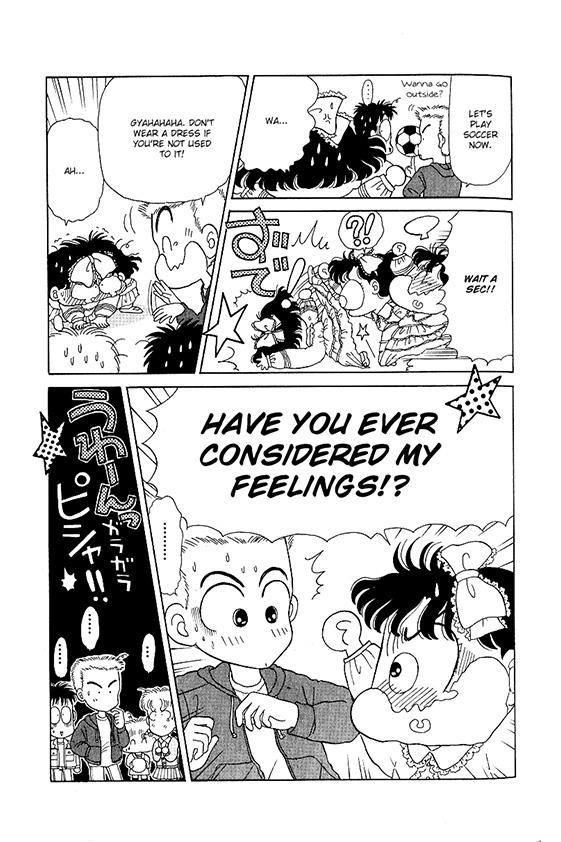 LET'S
PLAY
SOCCER
NOW.
Wanna Go
outside?
...
WA...
?!
WAIT A
SEC!!
GYAHAHAHA. DON'T
WEAR A DRESS IF
YOU'RE NOT USED
TO IT!
AH...
HAVE YOU EVER
CONSIDERED MY
FEELINGS!?
......
うわーんっ
ガラガラ
ピシャ!!
......
......
......